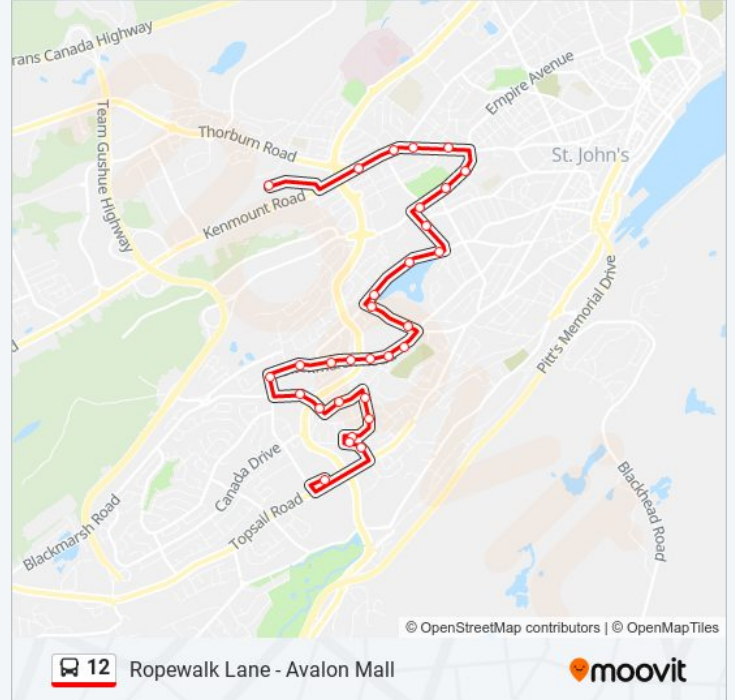 rans Canada Highway
Team Gushue Highway
Thorburn Road
Empire Avenue
St. John's
Kenmount Road
Pitt's Memorial Drive
Canada Drive
Topsail Road
Blackmarsh Road
Blackhead Road
© OpenStreetMap contributors | © OpenMapTiles
12 Ropewalk Lane - Avalon Mall
moovit